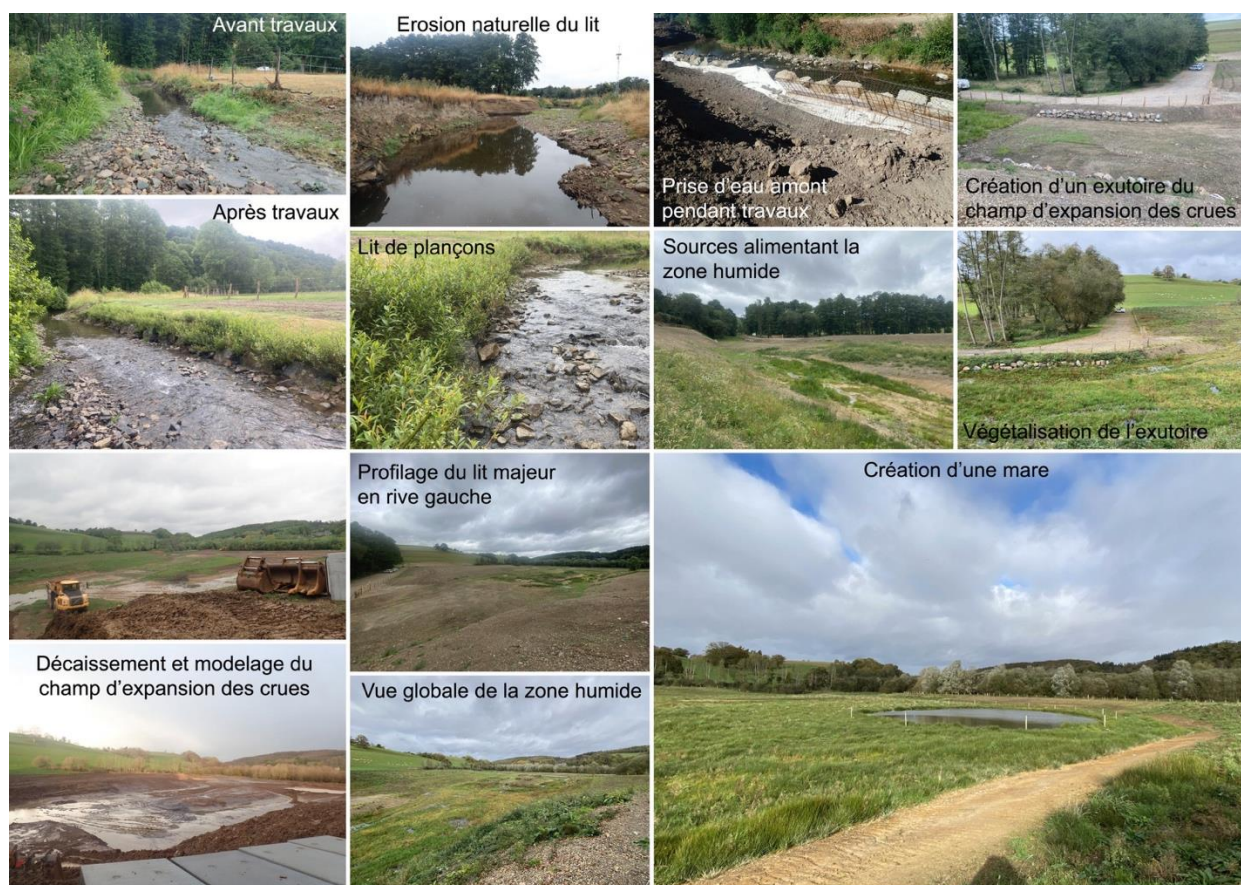 Avant travaux
Après travaux
Erosion naturelle du lit
Lit de plançons
Prise d'eau amont
pendant travaux
Création d'un exutoire du
champ d'expansion des crues
Sources alimentant la
zone humide
Végétalisation de l'exutoire
Décaissement et modelage du
champ d'expansion des crues
Profilage du lit majeur
en rive gauche
Vue globale de la zone humide
Création d'une mare